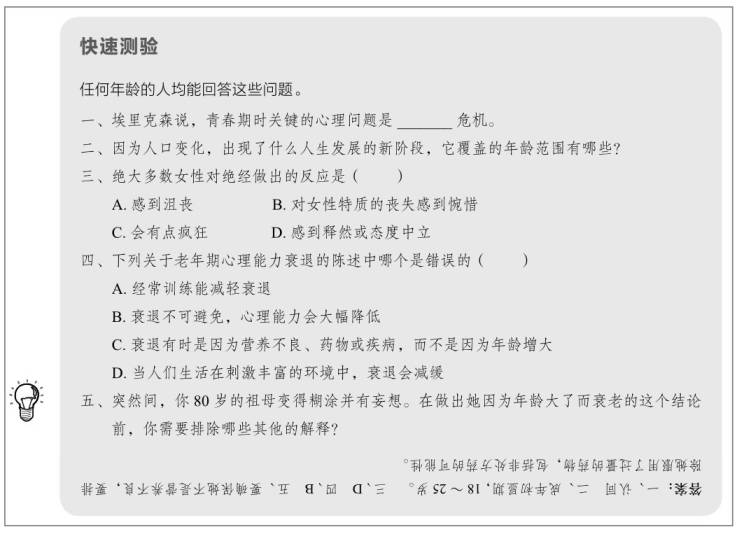 快速测验
任何年龄的人均能回答这些问题。
一、埃里克森说，青春期时关键的心理问题是______危机。
二、因为人口变化，出现了什么人生发展的新阶段，它覆盖的年龄范围有哪些？
三、绝大多数女性对绝经做出的反应是（　　）
A. 感到沮丧　B. 对女性特质的丧失感到惋惜
C. 会有点疯狂　D. 感到释然或态度中立
四、下列关于老年期心理能力衰退的陈述中哪个是错误的（　　）
A. 经常训练能减轻衰退
B. 衰退不可避免，心理能力会大幅降低
C. 衰退有时是因为营养不良、药物或疾病，而不是因为年龄增大
D. 当人们生活在刺激丰富的环境中，衰退会减缓
五、突然间，你 80 岁的祖母变得糊涂并有妄想。在做出她因为年龄大了而衰老的这个结论
前，你需要排除哪些其他的解释？
答案：一、认同　二、成年初显期，18～25岁。　三、D　四、B　五、要确保她不是营养不良，要排
除她服用了过量的药物，包括非处方药的可能性。